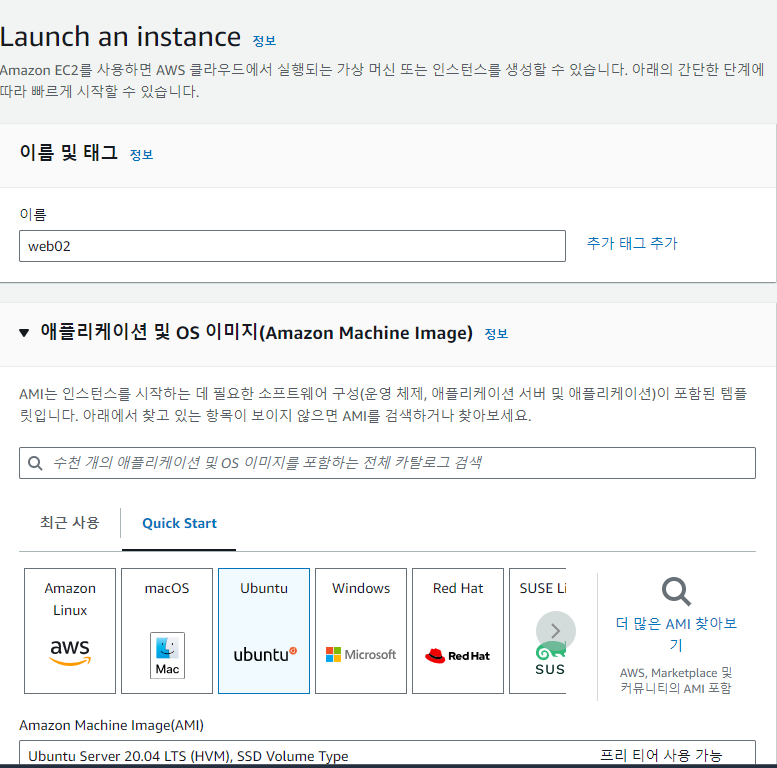 Launch an instance 정보
Amazon EC2를 사용하면 AWS 클라우드에서 실행되는 가상 머신 또는 인스턴스를 생성할 수 있습니다. 아래의 간단한 단계에
따라 빠르게 시작할 수 있습니다.
이름 및 태그 정보
이름
web02 추가 태그 추가
애플리케이션 및 OS 이미지(Amazon Machine Image) 정보
AMI는 인스턴스를 시작하는 데 필요한 소프트웨어 구성(운영 체제, 애플리케이션 서버 및 애플리케이션)이 포함된 템플
릿입니다. 아래에서 찾고 있는 항목이 보이지 않으면 AMI를 검색하거나 찾아보세요.
수천 개의 애플리케이션 및 OS 이미지를 포함하는 전체 카탈로그 검색
최근 사용 Quick Start
Amazon
Linux
aws
macOS
Mac
Ubuntu
ubuntu
Windows
Microsoft
Red Hat
Red Hat
SUSE Li
SUS
더 많은 AMI 찾아보
기
AWS, Marketplace 및
커뮤니티의 AMI 포함
Amazon Machine Image(AMI)
Ubuntu Server 20.04 LTS (HVM), SSD Volume Type 프리 티어 사용 가능